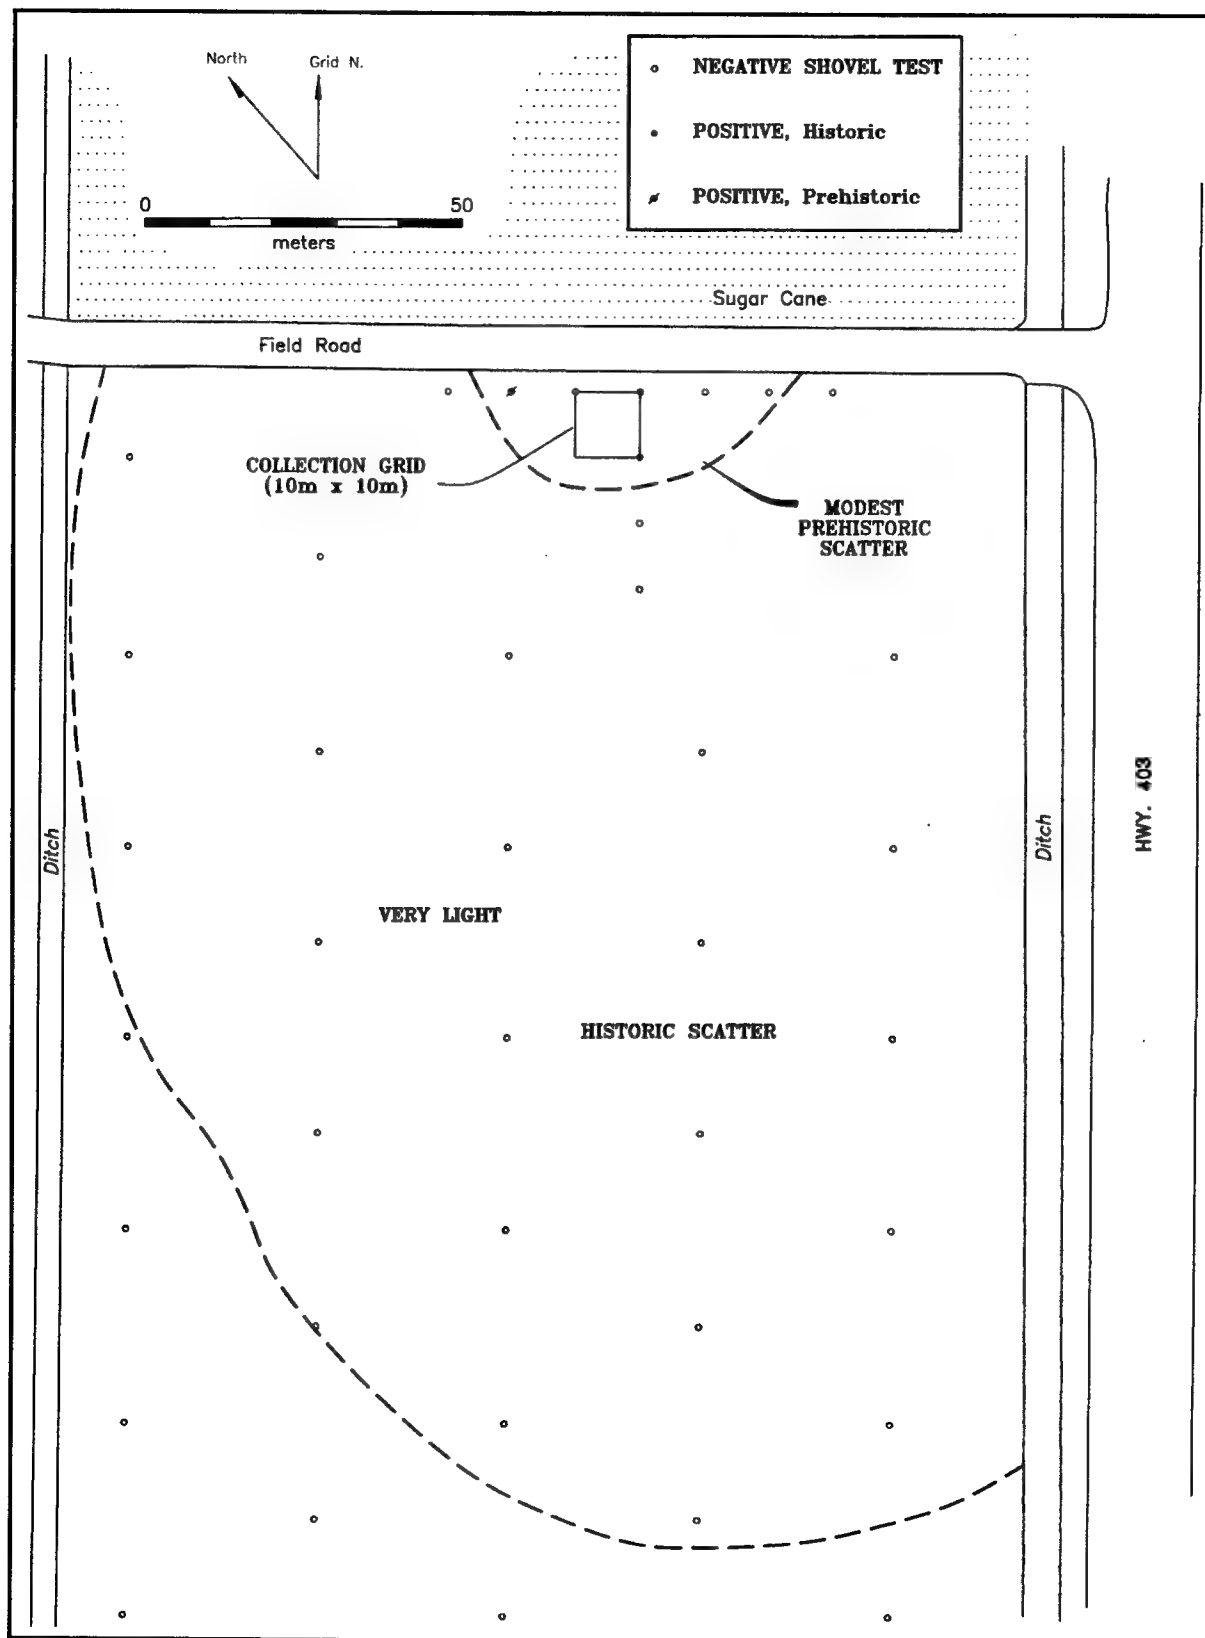 North
Grid N.
0
50
meters
NEGATIVE SHOVEL TEST
POSITIVE, Historic
POSITIVE, Prehistoric
Sugar Cane
Field Road
COLLECTION GRID
(10m x 10m)
MODEST
PREHISTORIC
SCATTER
Ditch
Ditch
HWY. 403
VERY LIGHT
HISTORIC SCATTER